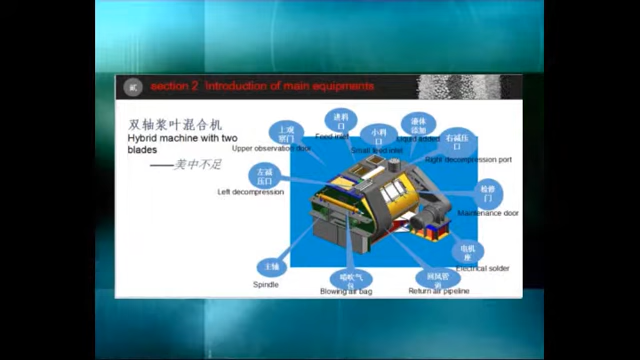 贰 section 2 Introduction of main equipments
双轴桨叶混合机
Hybrid machine with two
blades
——美中不足
上观
察门
Upper observation dook
进料
口
Feed inlet
小料
口
Small feed inlet
液体
添加
Liquid added
右减压
口
Right decompression port
左减
压口
Left decompression
检修
门
Maintenance door
电机
座
Electrical solder
主轴
Spindle
喷吹气
包
Blowing air bag
回风管
Return air pipeline